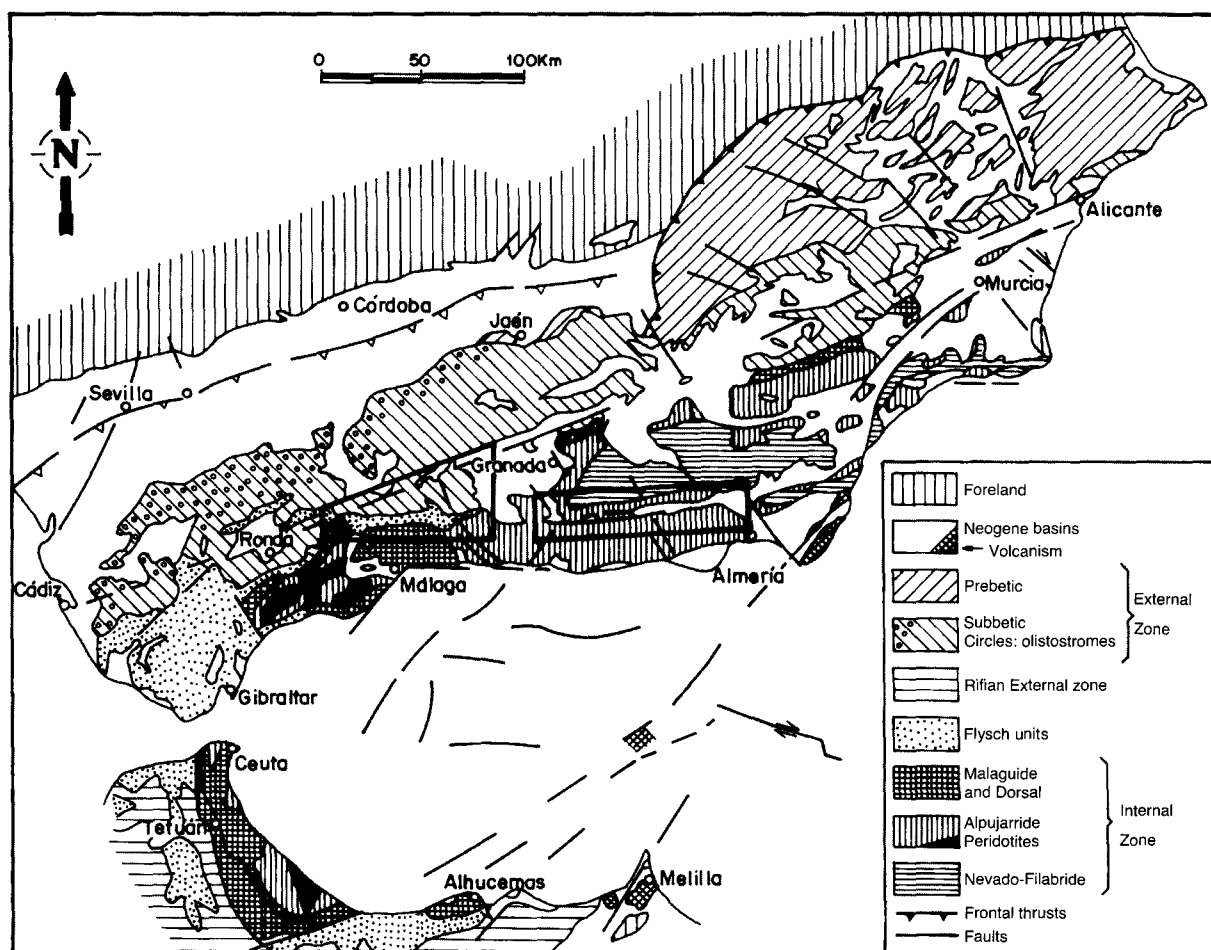 0 50 100Km
N
Alicante
Murcia
Córdoba
Jaén
Sevilla
Granada
Ronda
Cádiz
Málaga
Almería
Gibraltar
Ceuta
Tetuán
Alhucemas
Melilla
Foreland
Neogene basins
Volcanism
Prebetic
Subbetic
Circles: olistostromes
External
Zone
Rifian External zone
Flysch units
Malaguide
and Dorsal
Alpujarride
Peridotites
Internal
Zone
Nevado-Filabride
Frontal thrusts
Faults